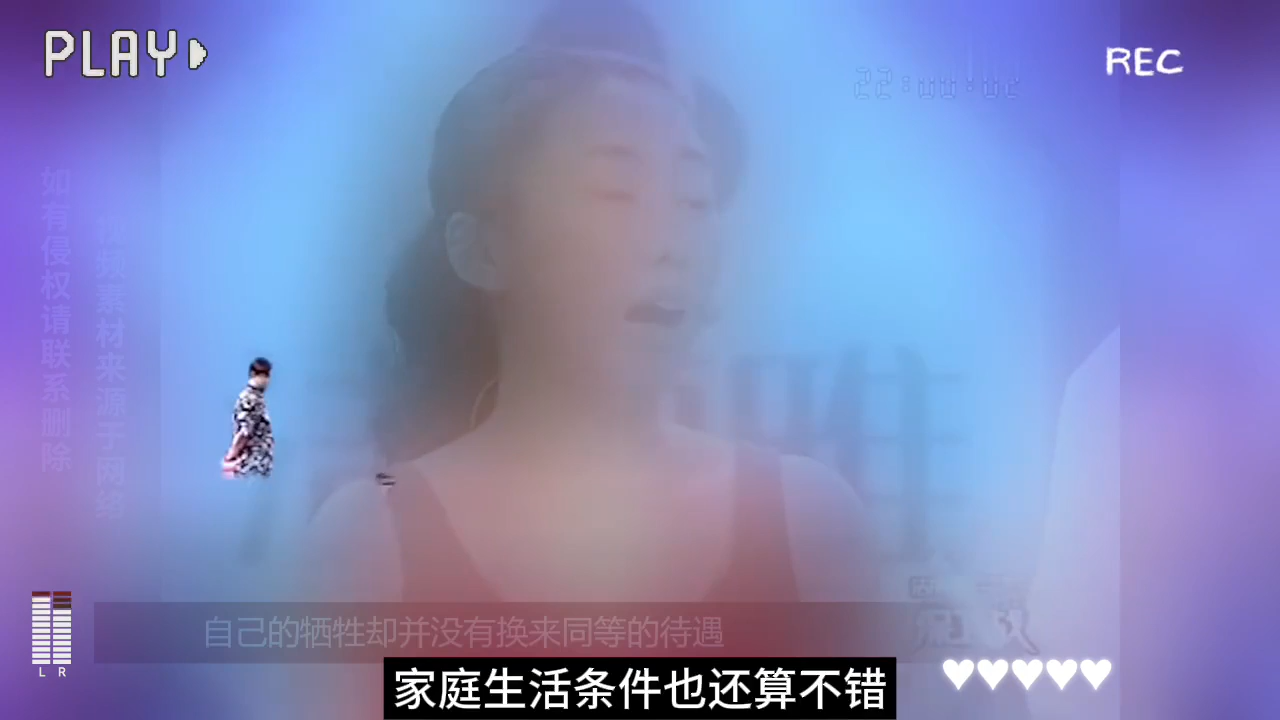 PLAY
REC
如有侵权请联系删除
视频素材来源于网络
自己的牺牲却并没有换来同等的待遇
家庭生活条件也还算不错
L R